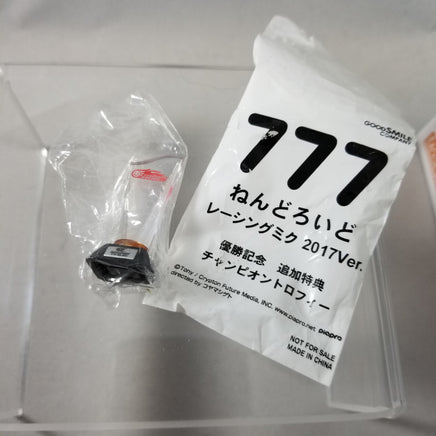 GOODSMILE
COMPANY
777
ねんどろいど
レーシングミク 2017Ver.
優勝記念 追加特典
チャンピオントロフィー
©Tony / Crypton Future Media, INC. www.piapro.net piapro
directed by コヤマシゲト
NOT FOR SALE
MADE IN CHINA